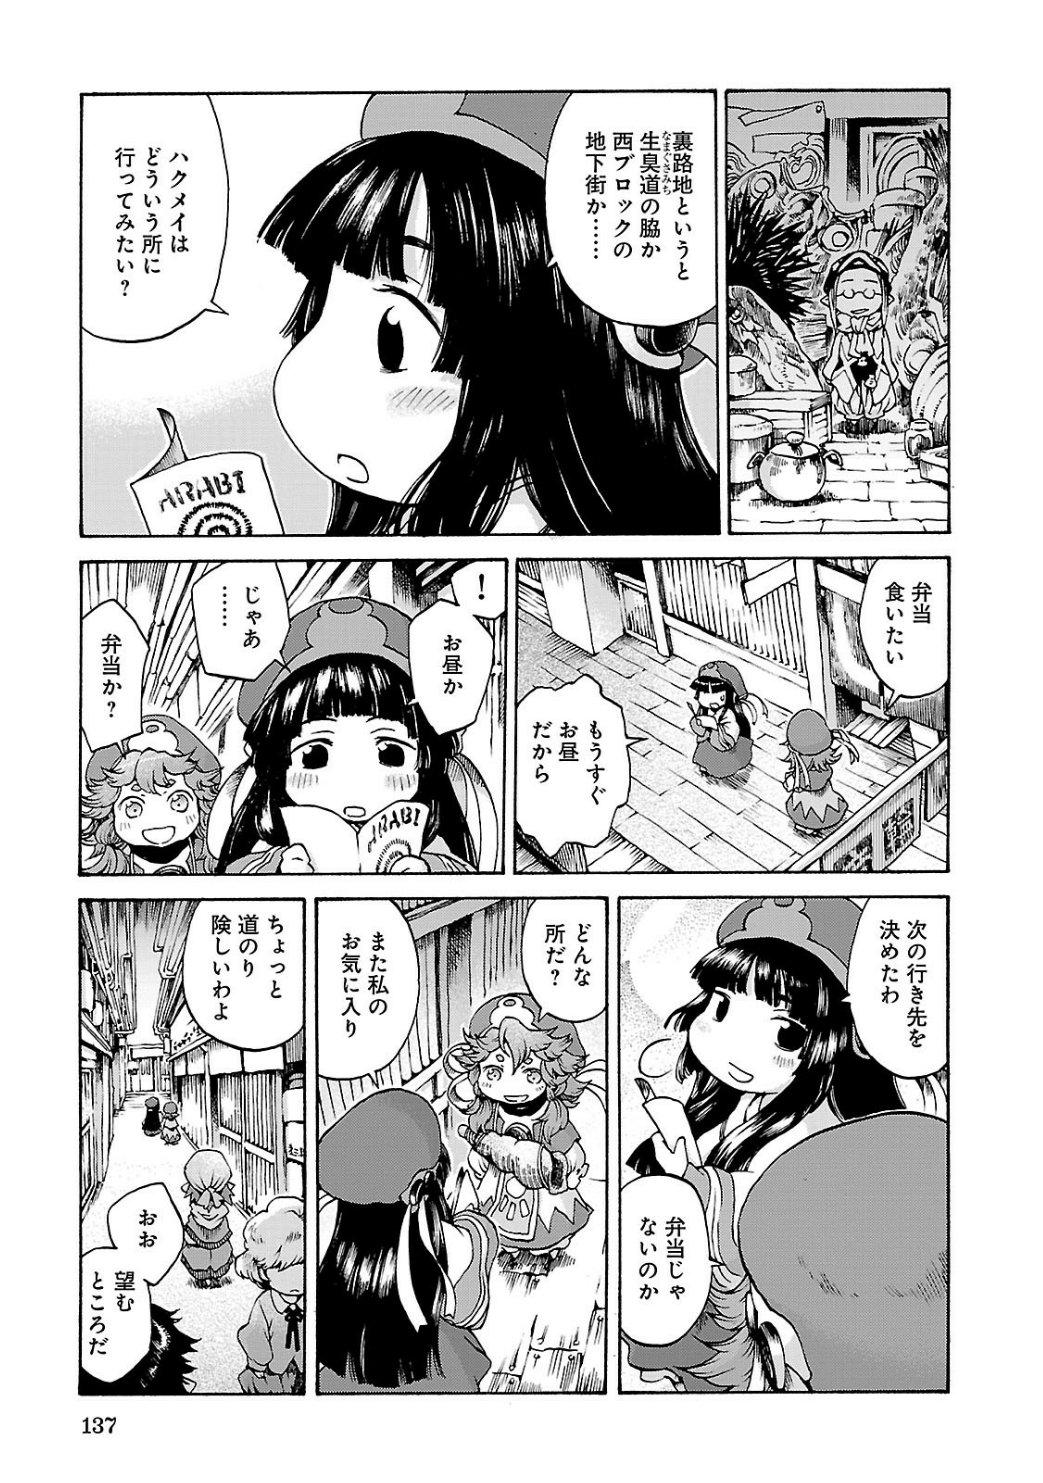 裏路地というと
生臭道の脇か
なまぐさみち
西ブロックの
地下街か……
ハクメイは
どういう所に
行ってみたい？
ARABI
弁当
食いたい
もうすぐ
お昼
だから
！
お昼か
じゃあ
……
弁当か？
ARABI
次の行き先を
決めたわ
弁当じゃ
ないのか
どんな
所だ？
また私の
お気に入り
ちょっと
道のり
険しいわよ
おお
望む
ところだ
137